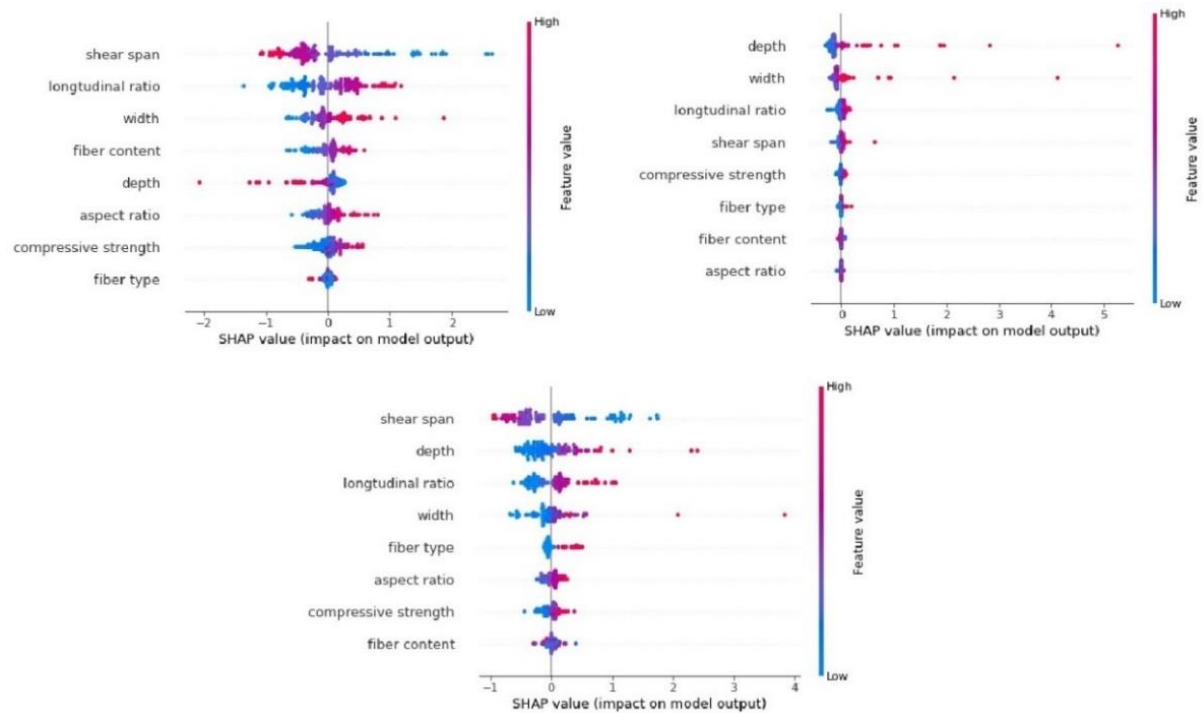 High
shear span
longtudinal ratio
width
fiber content
depth
aspect ratio
compressive strength
fiber type
Low
Feature value
−2 −1 0 1 2
SHAP value (impact on model output)
High
depth
width
longtudinal ratio
shear span
compressive strength
fiber type
fiber content
aspect ratio
Low
Feature value
0 1 2 3 4 5
SHAP value (impact on model output)
High
shear span
depth
longtudinal ratio
width
fiber type
aspect ratio
compressive strength
fiber content
Low
Feature value
−1 0 1 2 3 4
SHAP value (impact on model output)